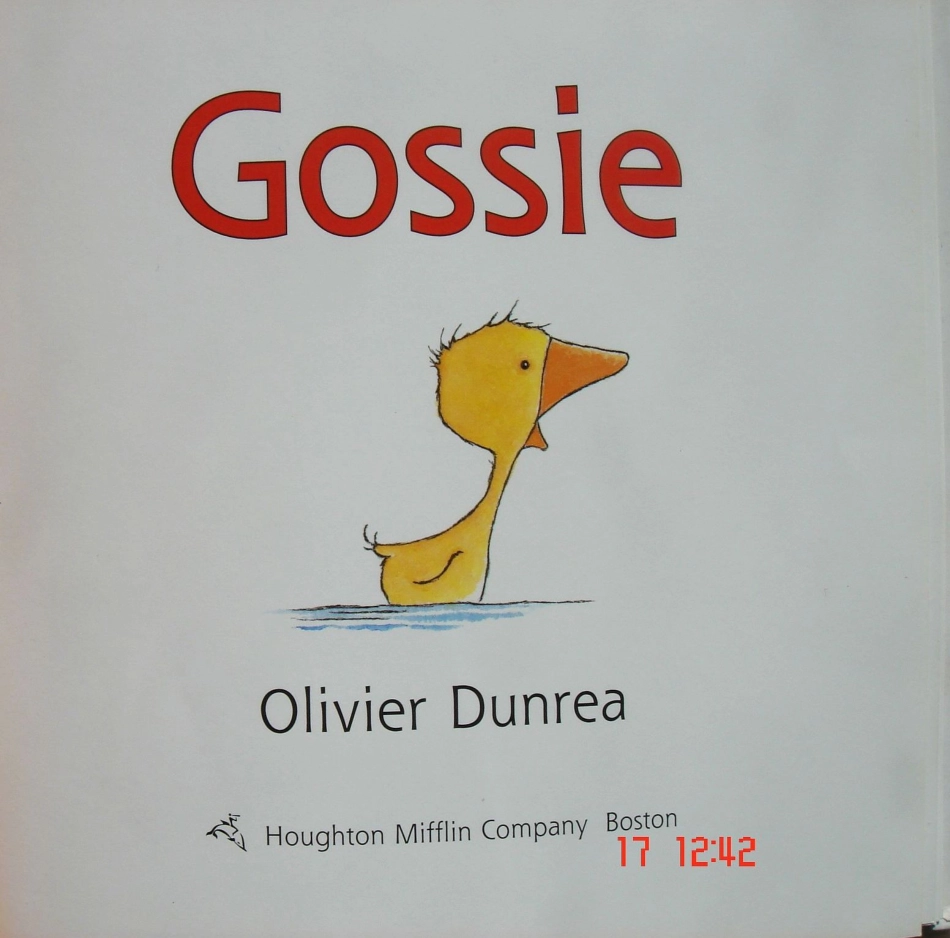 Gossie
Olivier Dunrea
Houghton Mifflin Company Boston
17 12:42